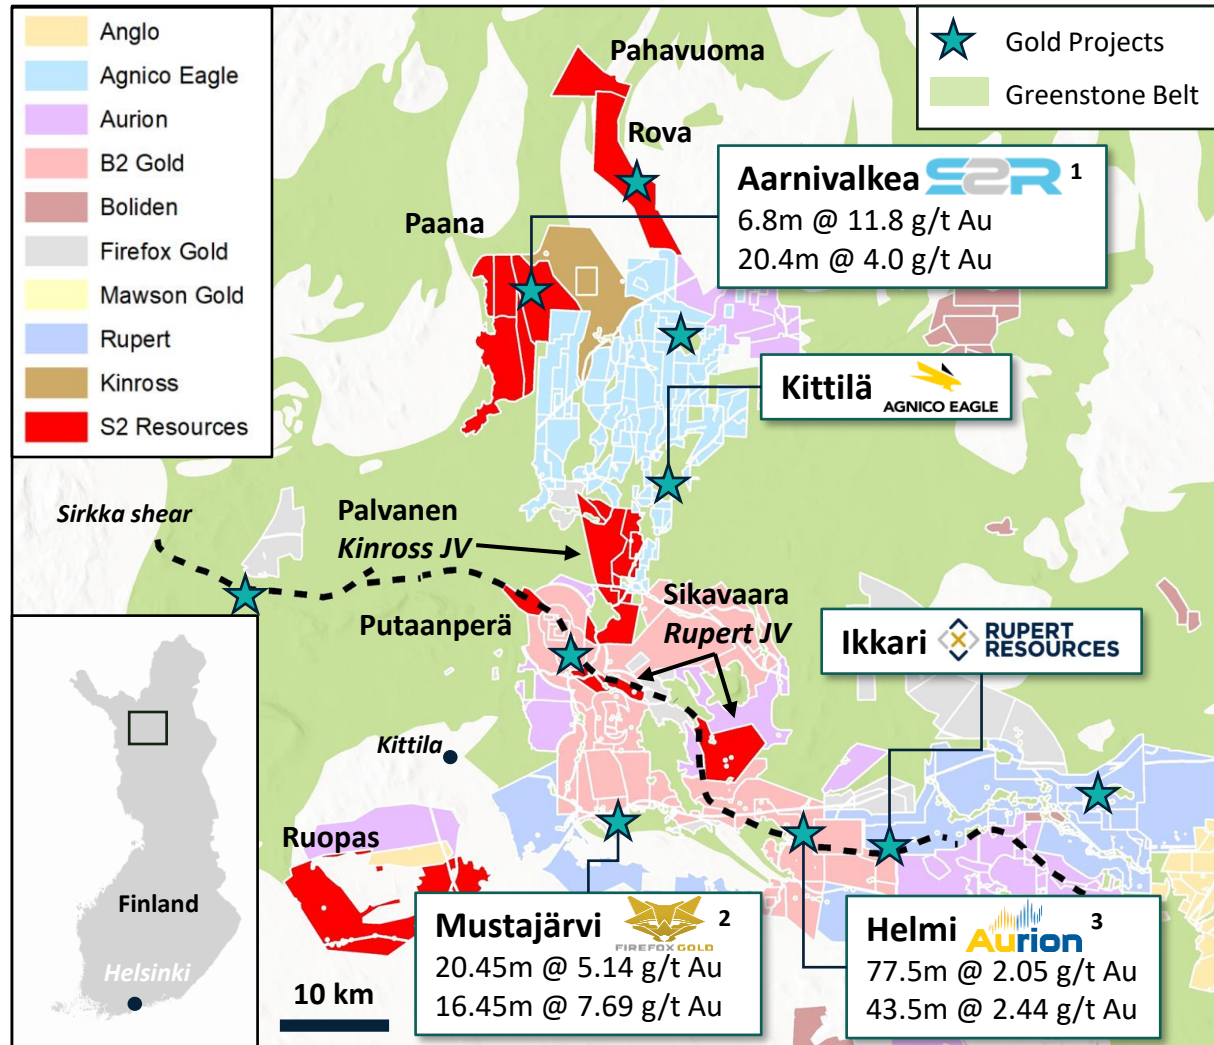 Anglo
Agnico Eagle
Aurion
B2 Gold
Boliden
Firefox Gold
Mawson Gold
Rupert
Kinross
S2 Resources
Gold Projects
Greenstone Belt
Pahavuoma
Rova
Paana
Aarnivalkea S2R 1
6.8m @ 11.8 g/t Au
20.4m @ 4.0 g/t Au
Kittilä AGNICO EAGLE
Sirkka shear
Palvanen
Kinross JV
Putaanperä
Sikavaara
Rupert JV
Ikkari RUPERT
RESOURCES
Kittila
Ruopas
Mustajärvi FIREFOX GOLD 2
20.45m @ 5.14 g/t Au
16.45m @ 7.69 g/t Au
Helmi Aurion 3
77.5m @ 2.05 g/t Au
43.5m @ 2.44 g/t Au
10 km
Finland
Helsinki